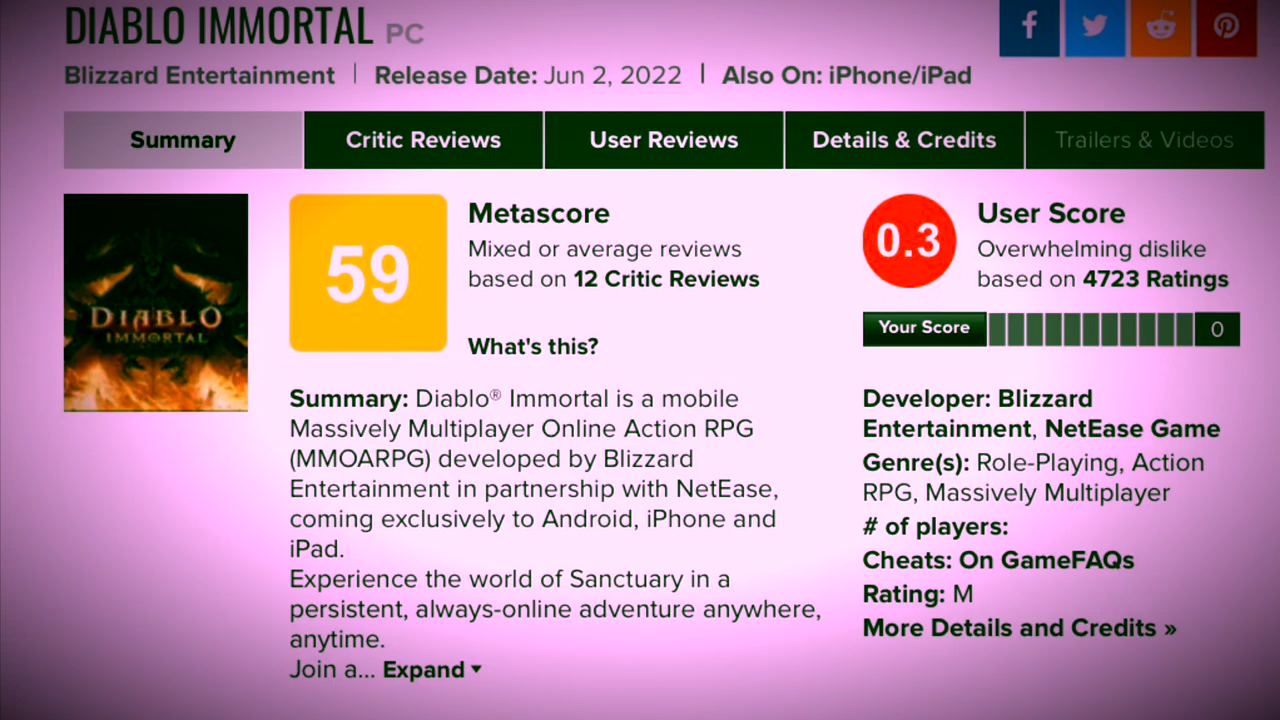 DIABLO IMMORTAL PC
Blizzard Entertainment | Release Date: Jun 2, 2022 | Also On: iPhone/iPad
Summary Critic Reviews User Reviews Details & Credits Trailers & Videos
DIABLO
IMMORTAL
59
Metascore
Mixed or average reviews
based on 12 Critic Reviews
What's this?
Summary: Diablo® Immortal is a mobile
Massively Multiplayer Online Action RPG
(MMOARPG) developed by Blizzard
Entertainment in partnership with NetEase,
coming exclusively to Android, iPhone and
iPad.
Experience the world of Sanctuary in a
persistent, always-online adventure anywhere,
anytime.
Join a... Expand
0.3
User Score
Overwhelming dislike
based on 4723 Ratings
Your Score 0
Developer: Blizzard
Entertainment, NetEase Game
Genre(s): Role-Playing, Action
RPG, Massively Multiplayer
# of players:
Cheats: On GameFAQs
Rating: M
More Details and Credits »